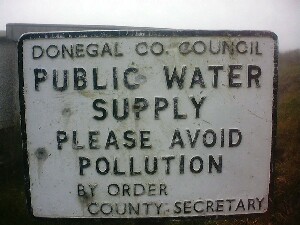 DONEGAL CO. COUNCIL
PUBLIC WATER
SUPPLY
PLEASE AVOID
POLLUTION
BY ORDER
COUNTY SECRETARY